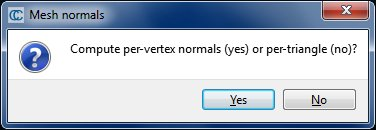 Mesh normals
Compute per-vertex normals (yes) or per-triangle (no)?
Yes
No